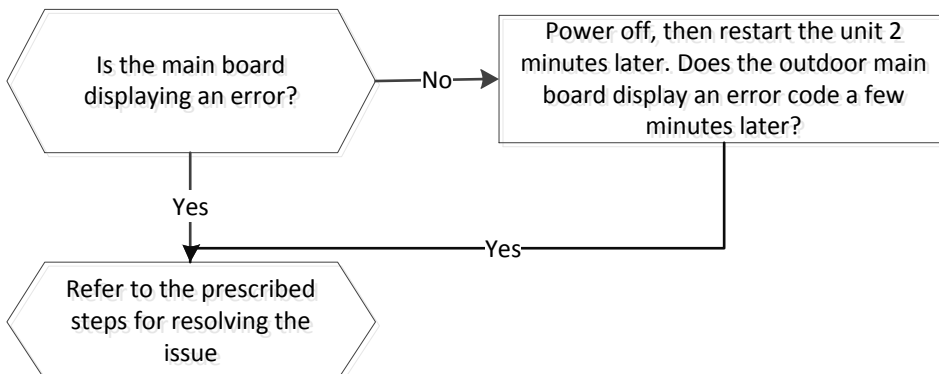 Is the main board
displaying an error?
No
Power off, then restart the unit 2
minutes later. Does the outdoor main
board display an error code a few
minutes later?
Yes
Yes
Refer to the prescribed
steps for resolving the
issue